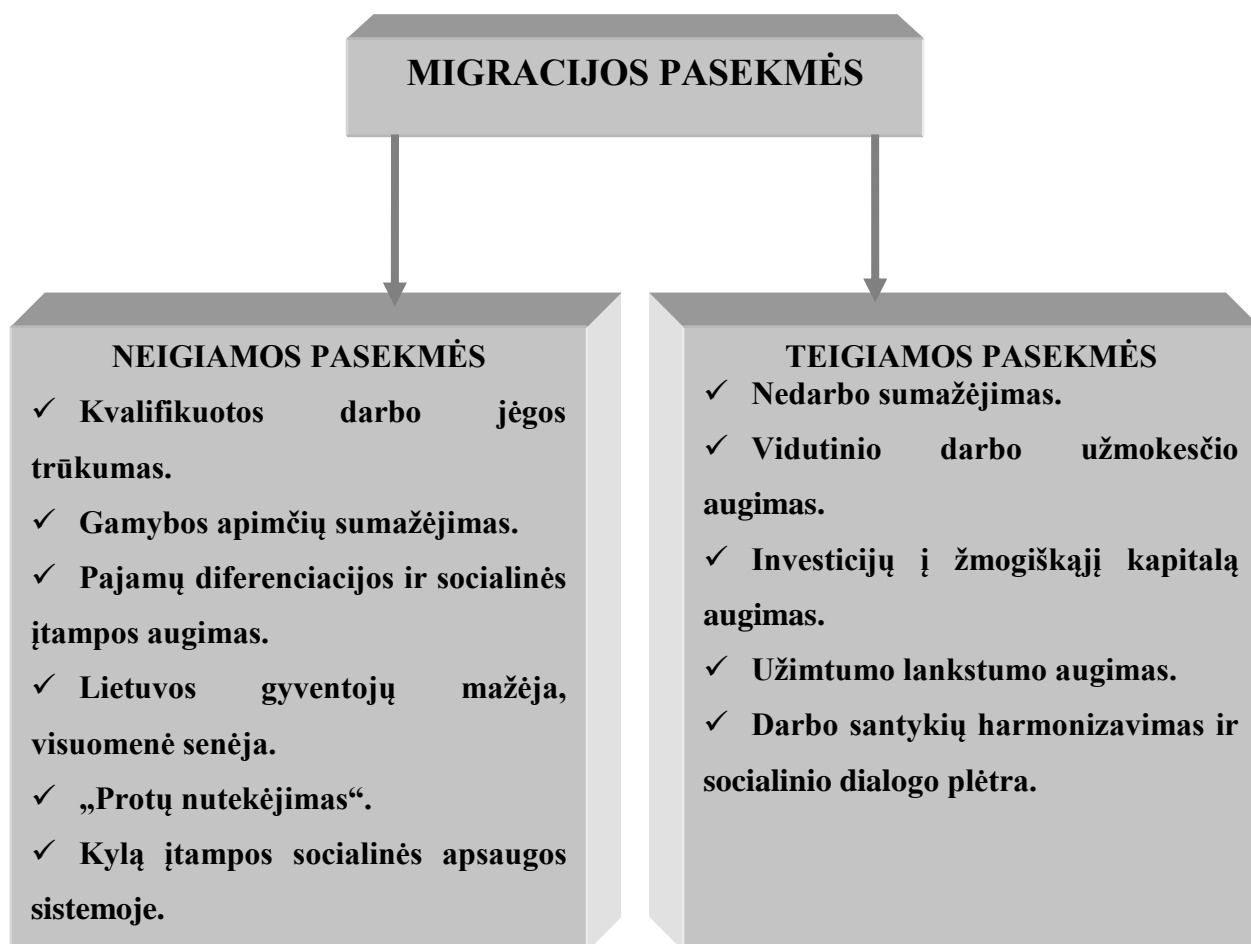 MIGRACIJOS PASEKMĖS
NEIGIAMOS PASEKMĖS
✓ Kvalifikuotos darbo jėgos
trūkumas.
✓ Gamybos apimčių sumažėjimas.
✓ Pajamų diferenciacijos ir socialinės
įtampos augimas.
✓ Lietuvos gyventojų mažėja,
visuomenė senėja.
✓ „Protų nutekėjimas“.
✓ Kylą įtampos socialinės apsaugos
sistemoje.
TEIGIAMOS PASEKMĖS
✓ Nedarbo sumažėjimas.
✓ Vidutinio darbo užmokesčio
augimas.
✓ Investicijų į žmogiškąjį kapitalą
augimas.
✓ Užimtumo lankstumo augimas.
✓ Darbo santykių harmonizavimas ir
socialinio dialogo plėtra.